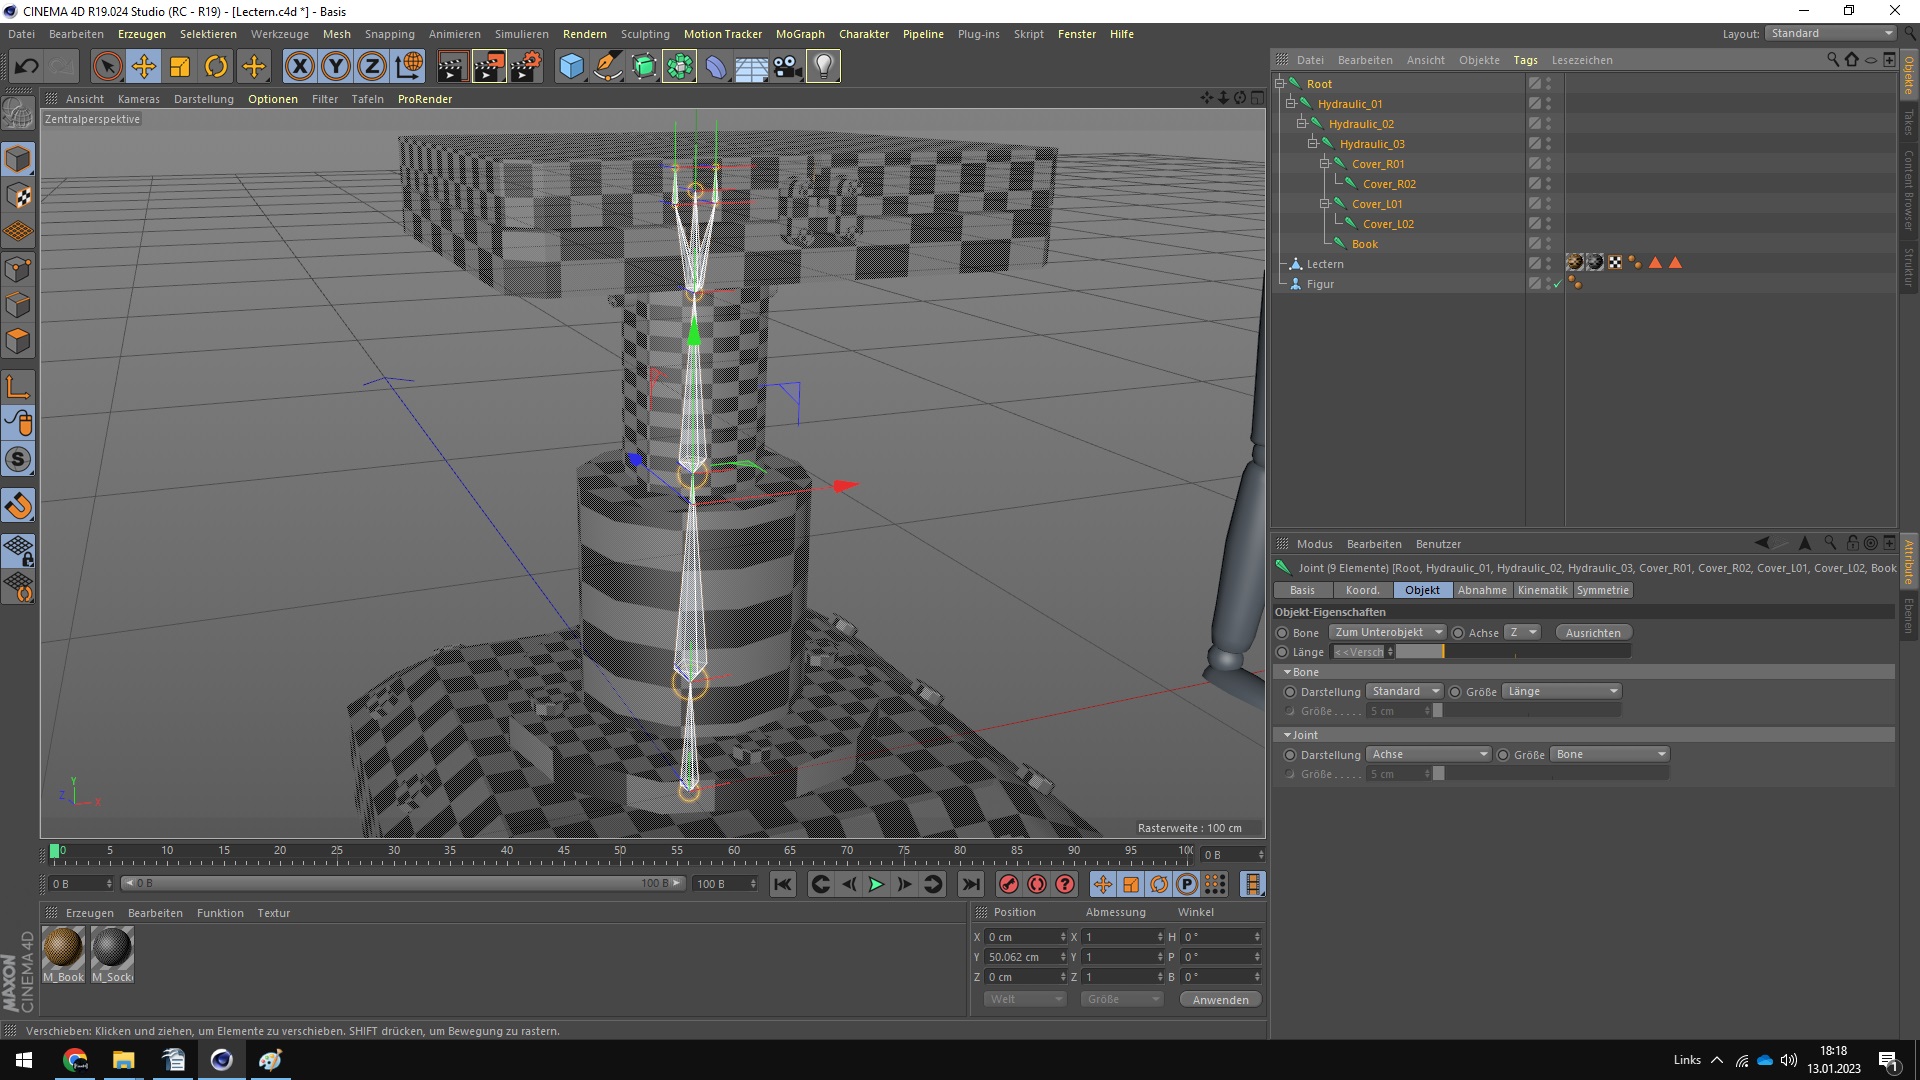 CINEMA 4D R19.024 Studio (RC - R19) - [Lectern.c4d *] - Basis
Datei Bearbeiten Erzeugen Selektieren Werkzeuge Mesh Snapping Animieren Simulieren Rendern Sculpting Motion Tracker MoGraph Charakter Pipeline Plug-ins Skript Fenster Hilfe
Layout: Standard
Ansicht Kameras Darstellung Optionen Filter Tafeln ProRender
Zentralperspektive
Y
Z X
Rasterweite : 100 cm
Datei Bearbeiten Ansicht Objekte Tags Lesezeichen
Root
Hydraulic_01
Hydraulic_02
Hydraulic_03
Cover_R01
Cover_R02
Cover_L01
Cover_L02
Book
Lectern
Figur
Objekte
Takes
Content Browser
Struktur
Modus Bearbeiten Benutzer
Joint (9 Elemente) [Root, Hydraulic_01, Hydraulic_02, Hydraulic_03, Cover_R01, Cover_R02, Cover_L01, Cover_L02, Book
Basis Koord. Objekt Abnahme Kinematik Symmetrie
Objekt-Eigenschaften
Bone Zum Unterobjekt Achse Z Ausrichten
Länge <<Versch
Bone
Darstellung Standard Größe Länge
Größe..... 5 cm
Joint
Darstellung Achse Größe Bone
Größe..... 5 cm
Attribute
Ebenen
0 5 10 15 20 25 30 35 40 45 50 55 60 65 70 75 80 85 90 95 100 0 B
0 B 0 B 100 B 100 B
Erzeugen Bearbeiten Funktion Textur
M_Book M_Socke
Position Abmessung Winkel
X 0 cm X 1 H 0 °
Y 50.062 cm Y 1 P 0 °
Z 0 cm Z 1 B 0 °
Welt Größe Anwenden
MAXON
CINEMA 4D
Verschieben: Klicken und ziehen, um Elemente zu verschieben. SHIFT drücken, um Bewegung zu rastern.
Links
18:18
13.01.2023
1